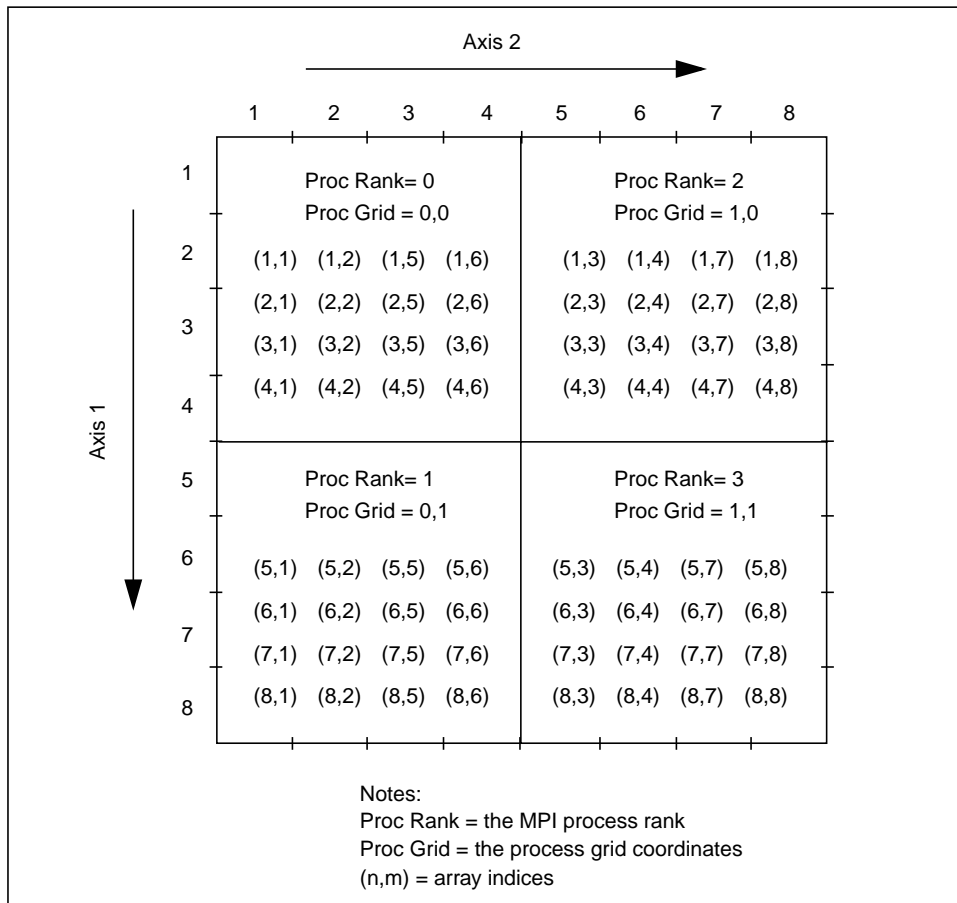 Axis 2
1 2 3 4 5 6 7 8
1
Proc Rank= 0 Proc Rank= 2
Proc Grid = 0,0 Proc Grid = 1,0
2
(1,1) (1,2) (1,5) (1,6) (1,3) (1,4) (1,7) (1,8)
(2,1) (2,2) (2,5) (2,6) (2,3) (2,4) (2,7) (2,8)
3
(3,1) (3,2) (3,5) (3,6) (3,3) (3,4) (3,7) (3,8)
(4,1) (4,2) (4,5) (4,6) (4,3) (4,4) (4,7) (4,8)
4
Axis 1
5
Proc Rank= 1 Proc Rank= 3
Proc Grid = 0,1 Proc Grid = 1,1
6
(5,1) (5,2) (5,5) (5,6) (5,3) (5,4) (5,7) (5,8)
(6,1) (6,2) (6,5) (6,6) (6,3) (6,4) (6,7) (6,8)
7
(7,1) (7,2) (7,5) (7,6) (7,3) (7,4) (7,7) (7,8)
(8,1) (8,2) (8,5) (8,6) (8,3) (8,4) (8,7) (8,8)
8
Notes:
Proc Rank = the MPI process rank
Proc Grid = the process grid coordinates
(n,m) = array indices